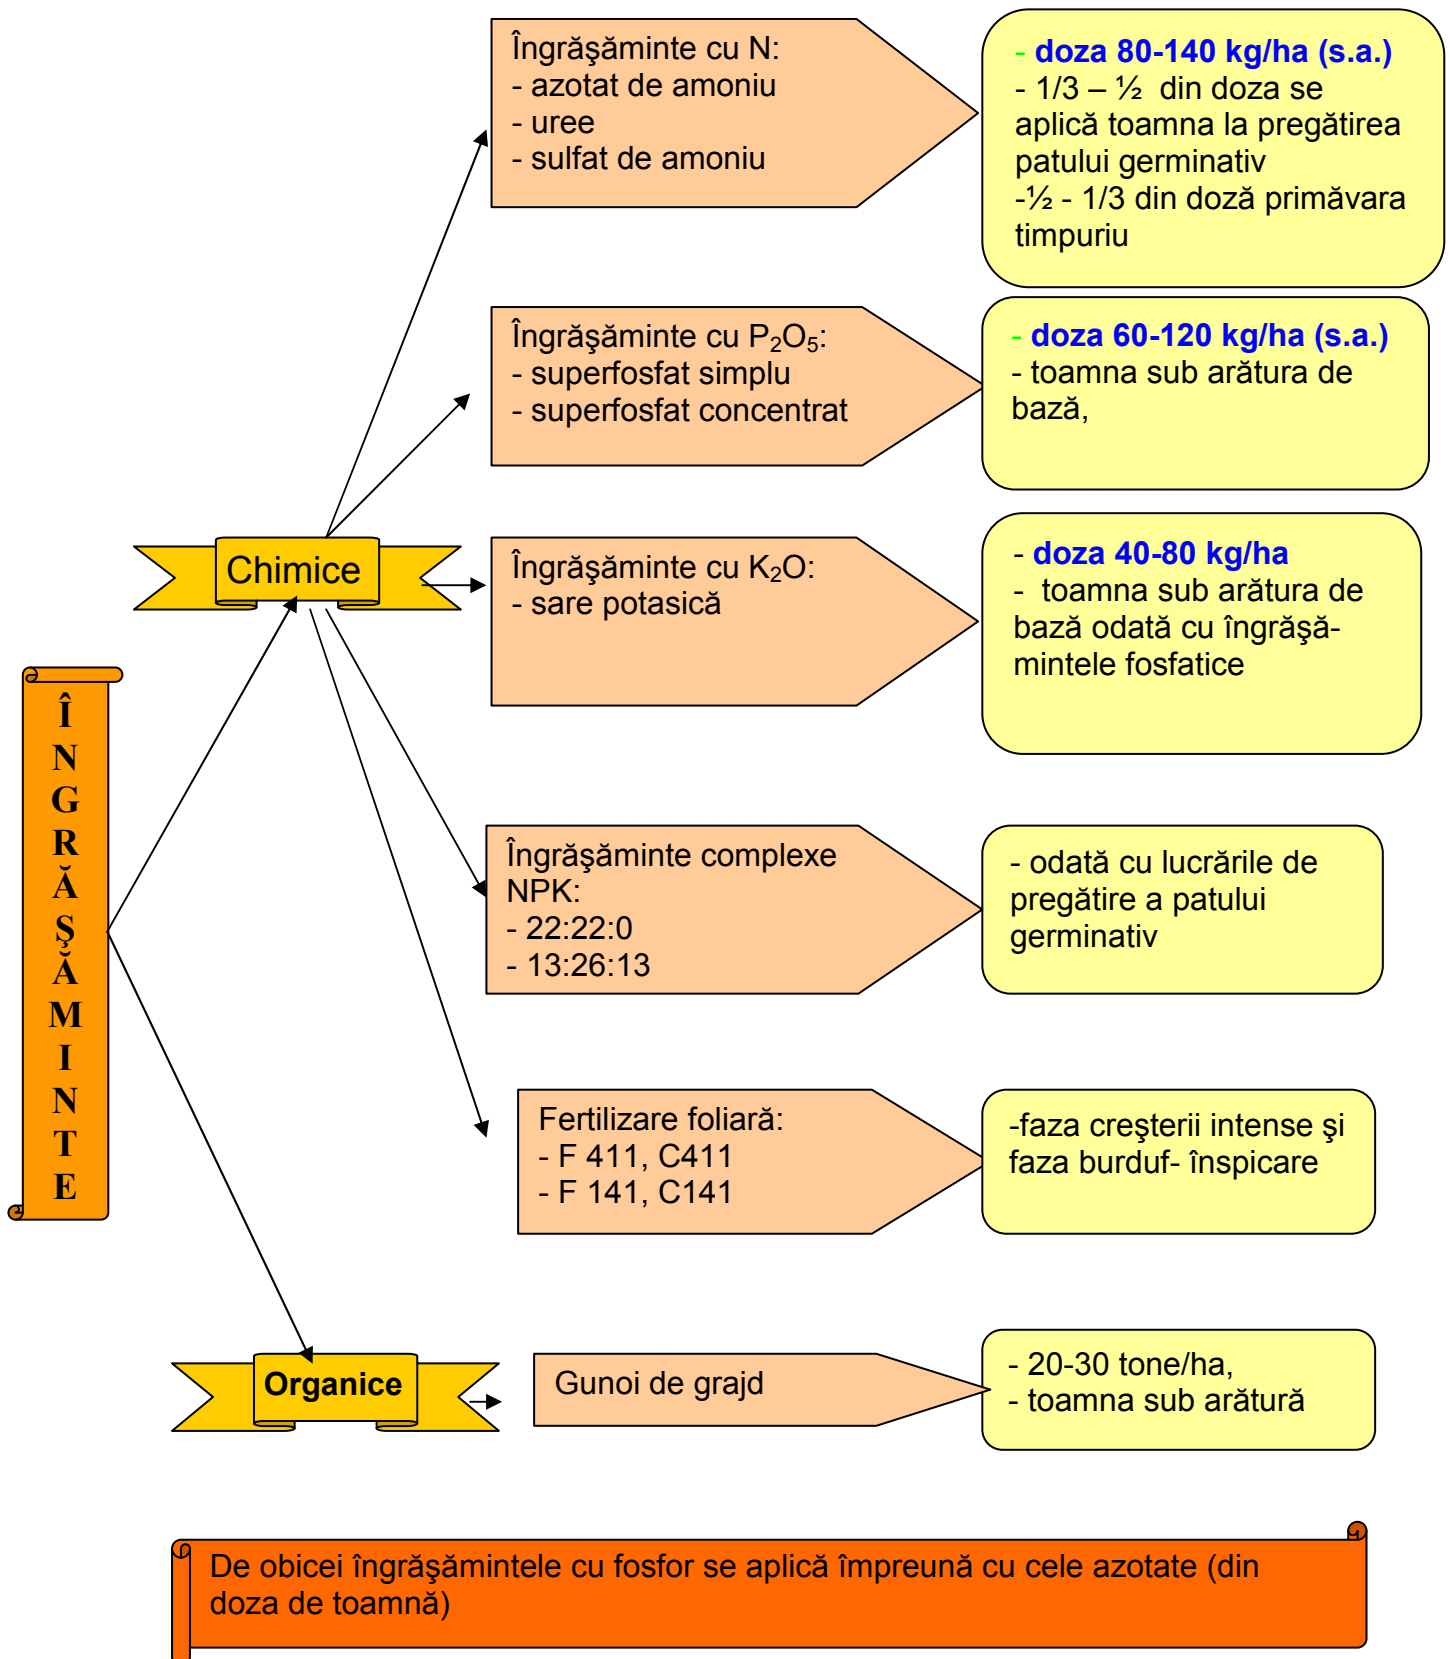 ÎNGRĂŞĂMINTE
Chimice
Îngrăşăminte cu N:
- azotat de amoniu
- uree
- sulfat de amoniu
- doza 80-140 kg/ha (s.a.)
- 1/3 – ½ din doza se
aplică toamna la pregătirea
patului germinativ
-½ - 1/3 din doză primăvara
timpuriu
Îngrăşăminte cu P₂O₅:
- superfosfat simplu
- superfosfat concentrat
- doza 60-120 kg/ha (s.a.)
- toamna sub arătura de
bază,
Îngrăşăminte cu K₂O:
- sare potasică
- doza 40-80 kg/ha
- toamna sub arătura de
bază odată cu îngrăşă-
mintele fosfatice
Îngrăşăminte complexe
NPK:
- 22:22:0
- 13:26:13
- odată cu lucrările de
pregătire a patului
germinativ
Fertilizare foliară:
- F 411, C411
- F 141, C141
-faza creşterii intense şi
faza burduf- înspicare
Organice
Gunoi de grajd
- 20-30 tone/ha,
- toamna sub arătură
De obicei îngrăşămintele cu fosfor se aplică împreună cu cele azotate (din
doza de toamnă)